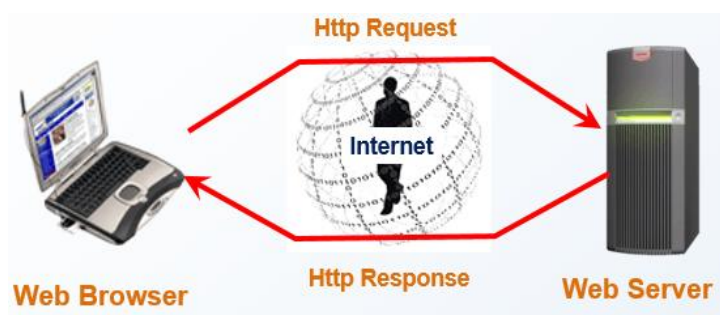 Http Request
Internet
Http Response
Web Browser
Web Server